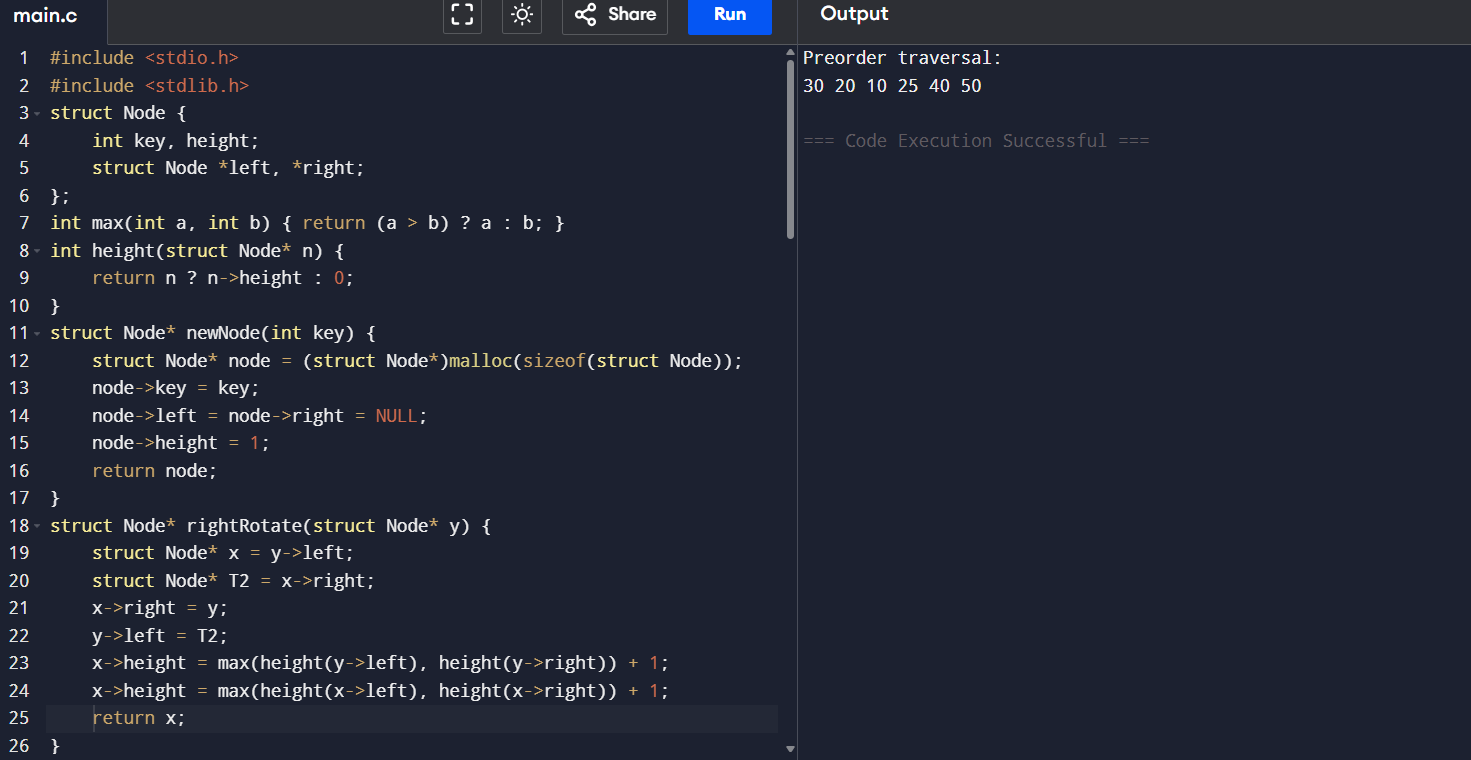 main.c
Share
Run
Output
1 #include <stdio.h>
2 #include <stdlib.h>
3 struct Node {
4     int key, height;
5     struct Node *left, *right;
6 };
7 int max(int a, int b) { return (a > b) ? a : b; }
8 int height(struct Node* n) {
9     return n ? n->height : 0;
10 }
11 struct Node* newNode(int key) {
12     struct Node* node = (struct Node*)malloc(sizeof(struct Node));
13     node->key = key;
14     node->left = node->right = NULL;
15     node->height = 1;
16     return node;
17 }
18 struct Node* rightRotate(struct Node* y) {
19     struct Node* x = y->left;
20     struct Node* T2 = x->right;
21     x->right = y;
22     y->left = T2;
23     x->height = max(height(y->left), height(y->right)) + 1;
24     x->height = max(height(x->left), height(x->right)) + 1;
25     return x;
26 }
Preorder traversal:
30 20 10 25 40 50
=== Code Execution Successful ===